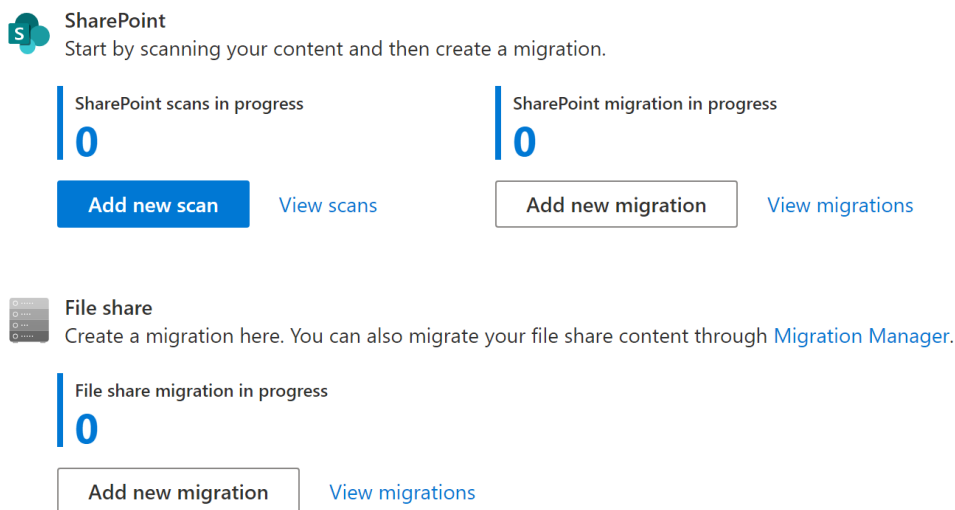 S
SharePoint
Start by scanning your content and then create a migration.
SharePoint scans in progress
SharePoint migration in progress
0
0
Add new scan
View scans
Add new migration
View migrations
File share
Create a migration here. You can also migrate your file share content through Migration Manager.
File share migration in progress
0
Add new migration
View migrations